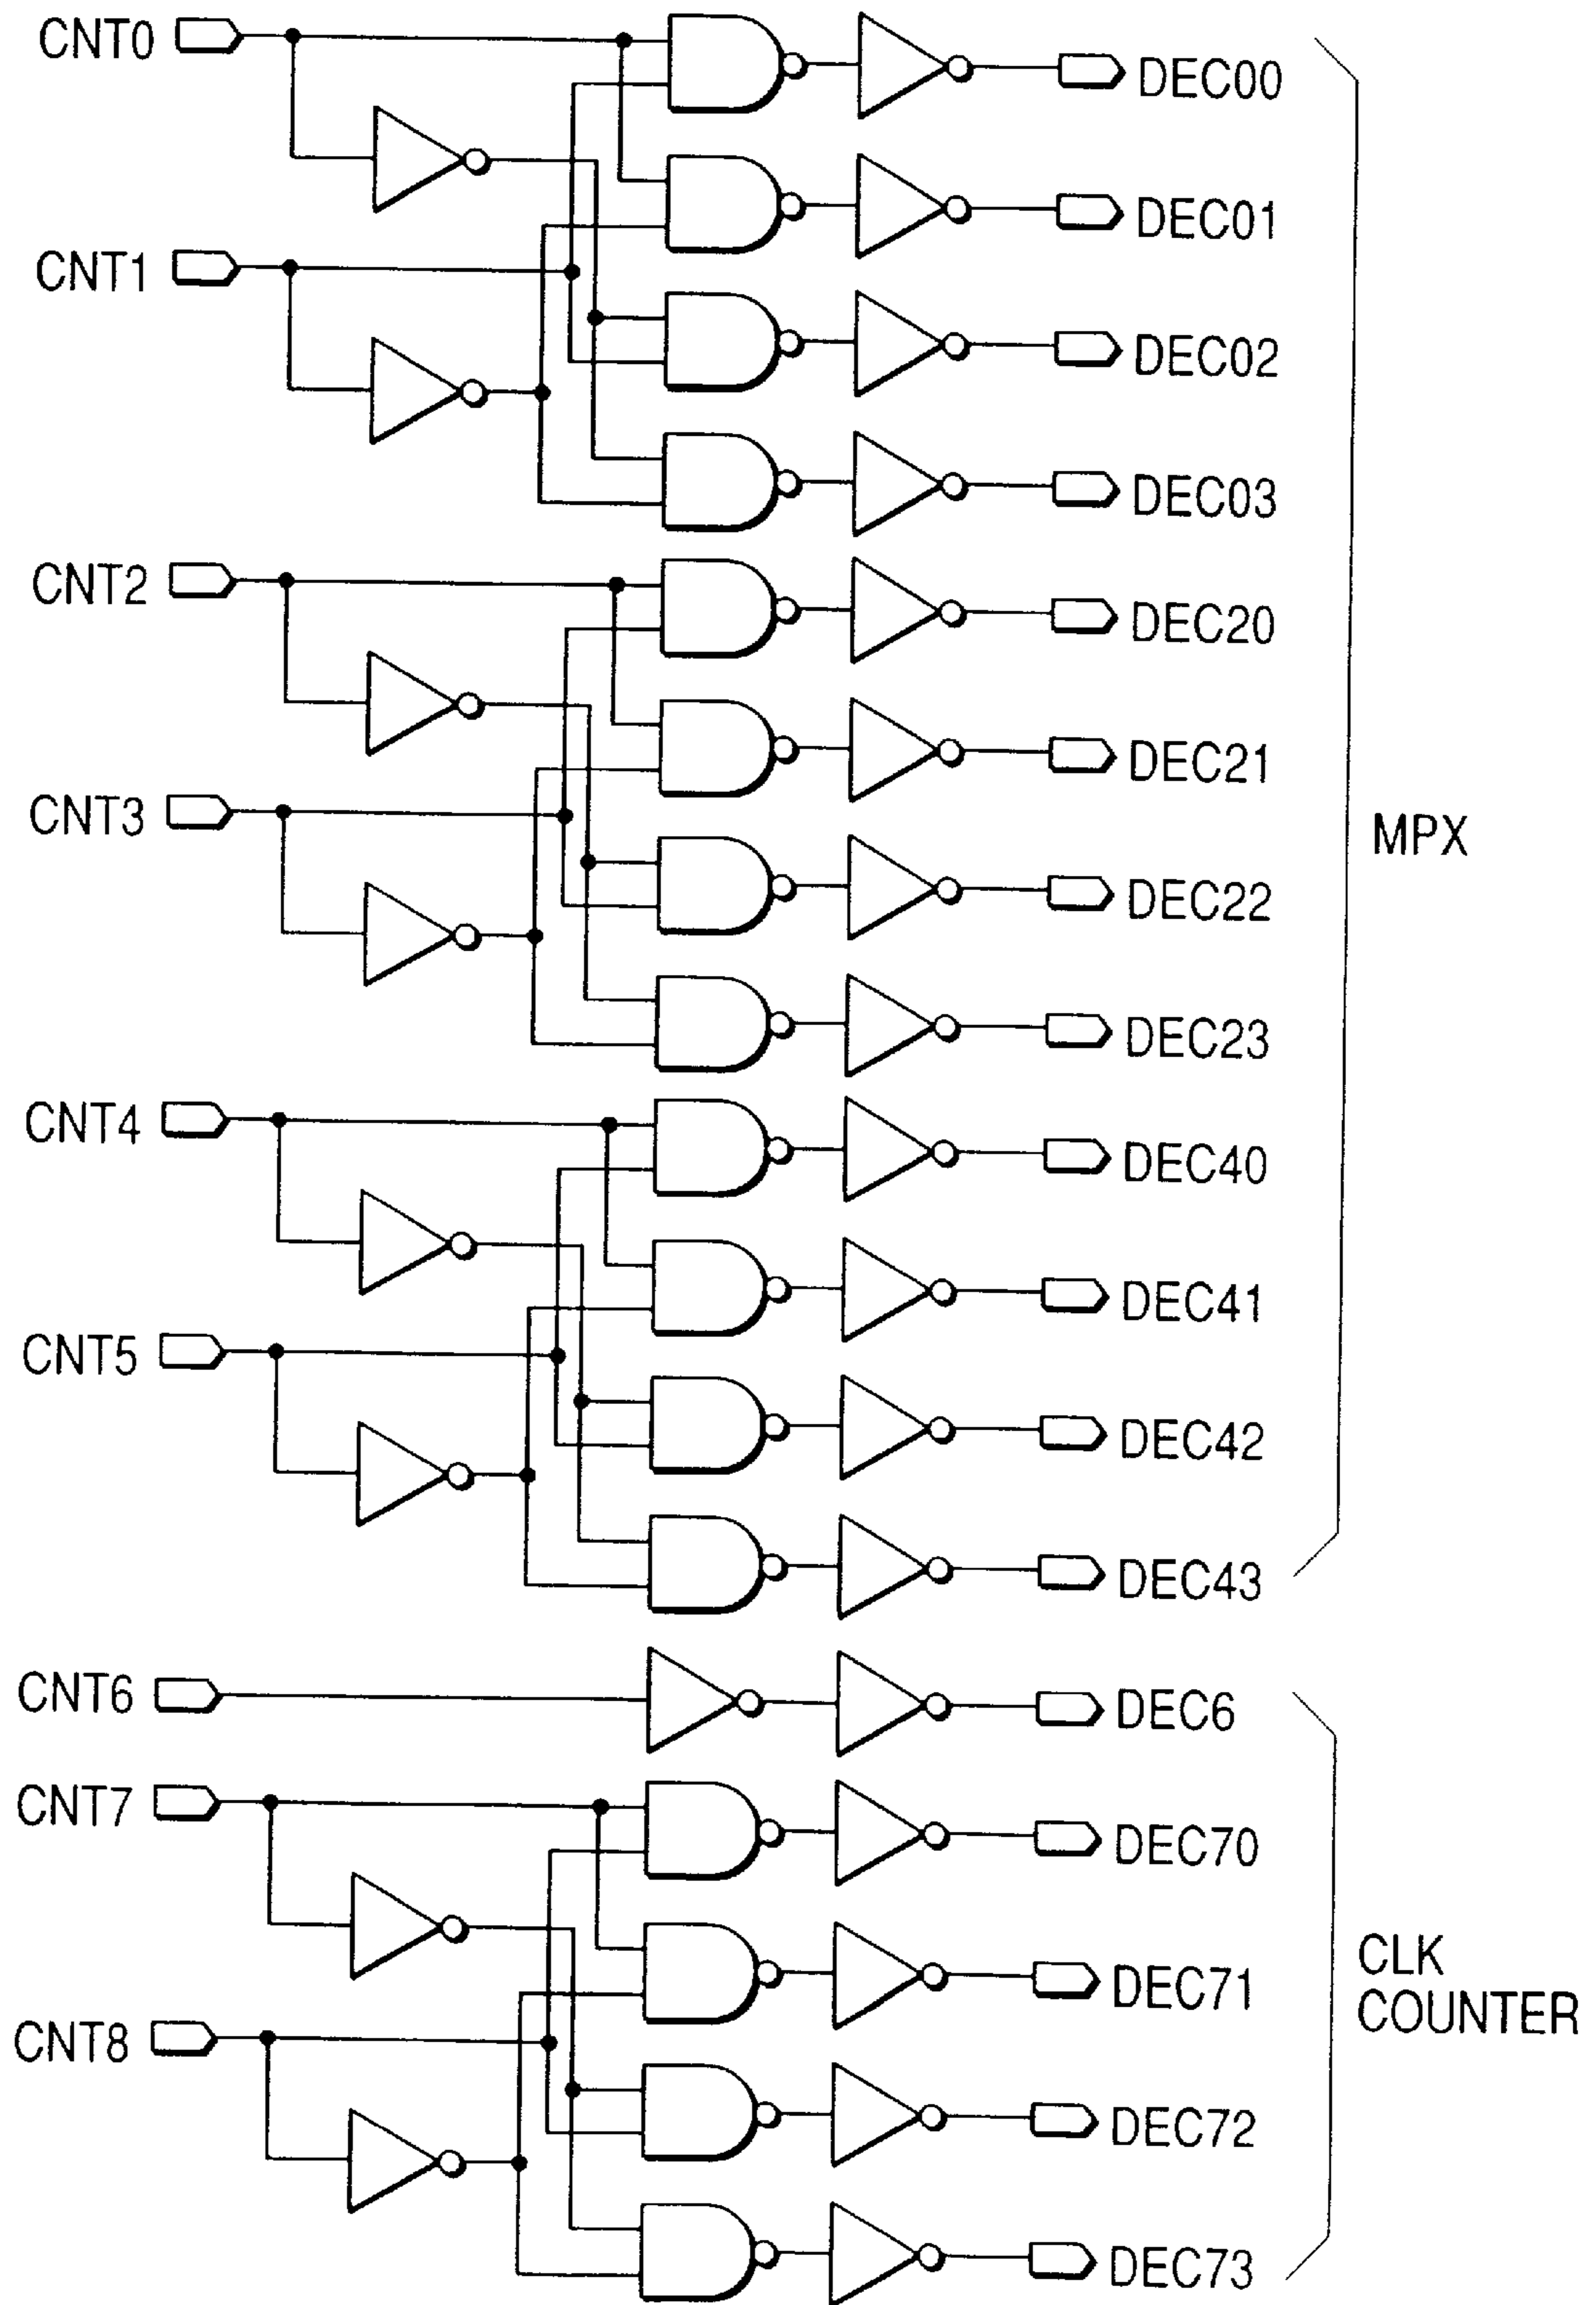 CNT0
DEC00
DEC01
CNT1
DEC02
DEC03
CNT2
DEC20
DEC21
CNT3
MPX
DEC22
DEC23
CNT4
DEC40
DEC41
CNT5
DEC42
DEC43
CNT6
DEC6
CNT7
DEC70
CLK
COUNTER
DEC71
CNT8
DEC72
DEC73